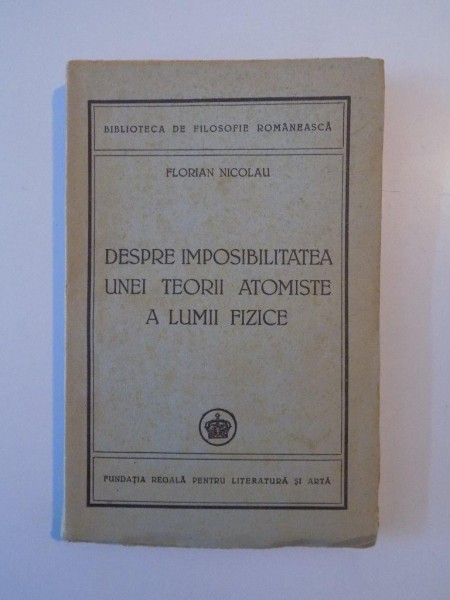 BIBLIOTECA DE FILOSOFIE ROMÂNEASCĂ
FLORIAN NICOLAU
DESPRE IMPOSIBILITATEA
UNEI TEORII ATOMISTE
A LUMII FIZICE
FUNDAȚIA REGALĂ PENTRU LITERATURĂ ȘI ARTĂ